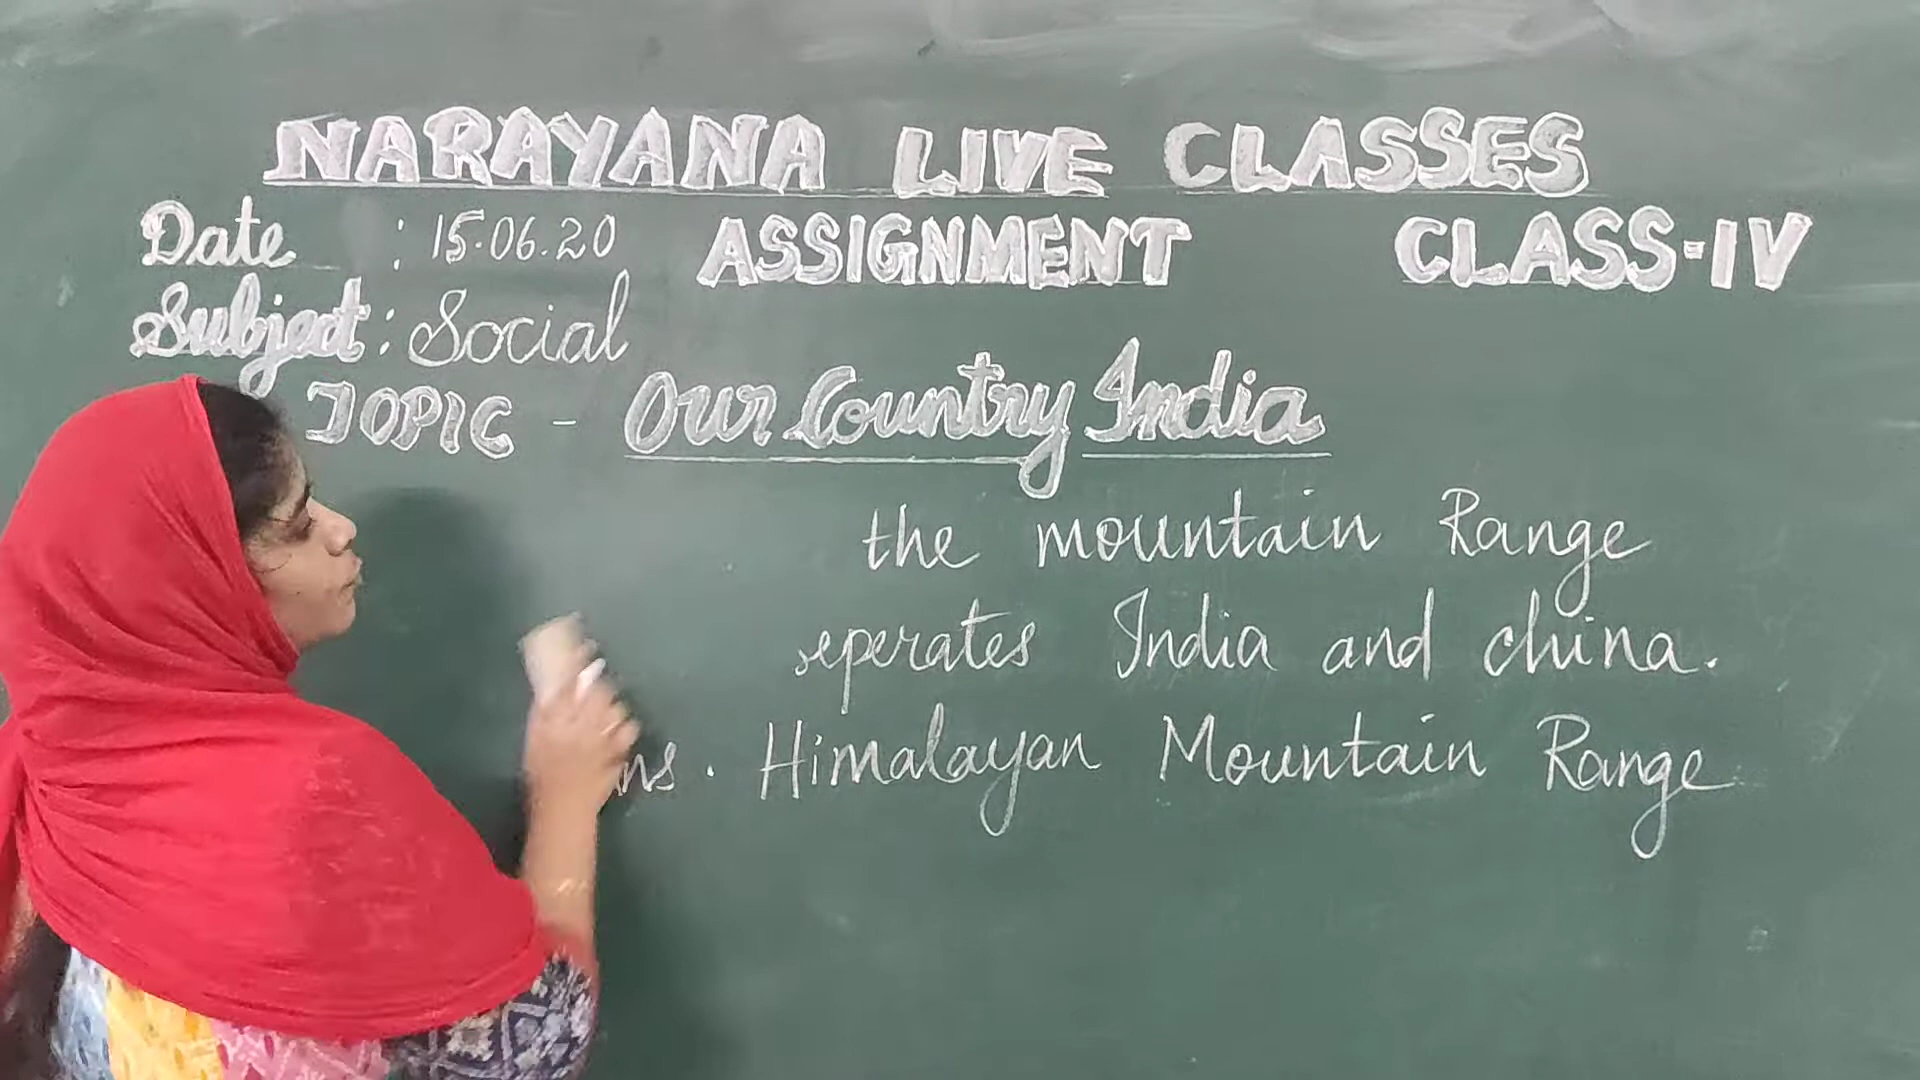 NARAYANA LIVE CLASSES
Date : 15.06.20 ASSIGNMENT CLASS-IV
Subject: Social
TOPIC - Our Country India
the mountain Range
eperates India and china.
ns. Himalayan Mountain Range